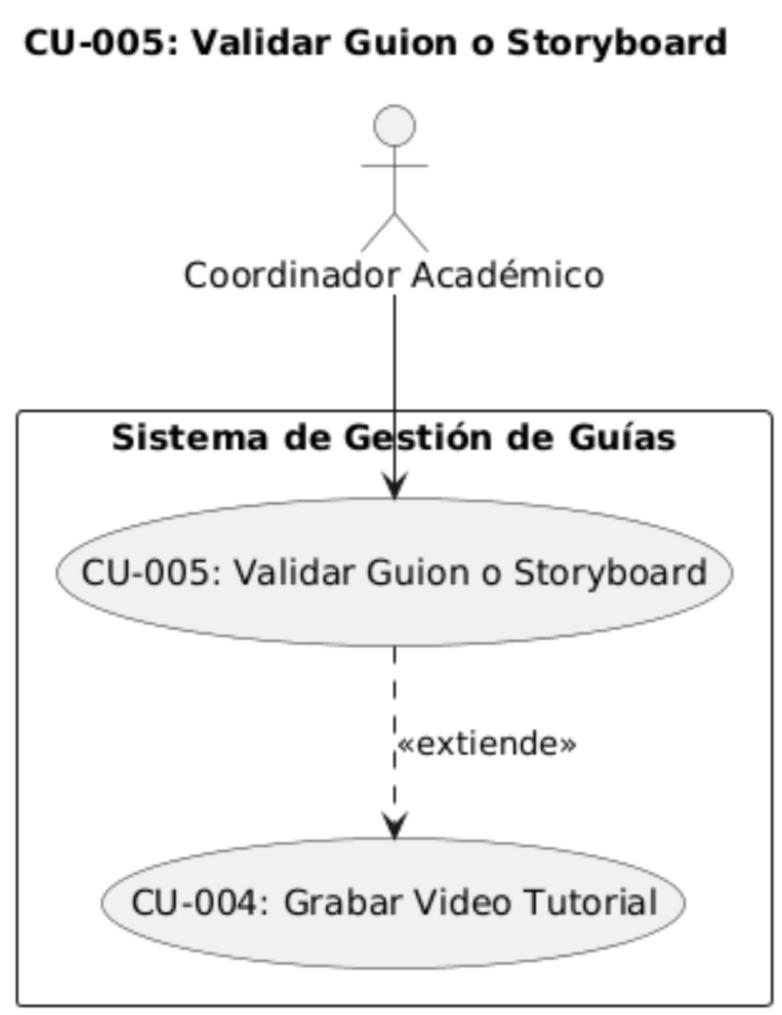 CU-005: Validar Guion o Storyboard
Coordinador Académico
Sistema de Gestión de Guías
CU-005: Validar Guion o Storyboard
«extiende»
CU-004: Grabar Video Tutorial